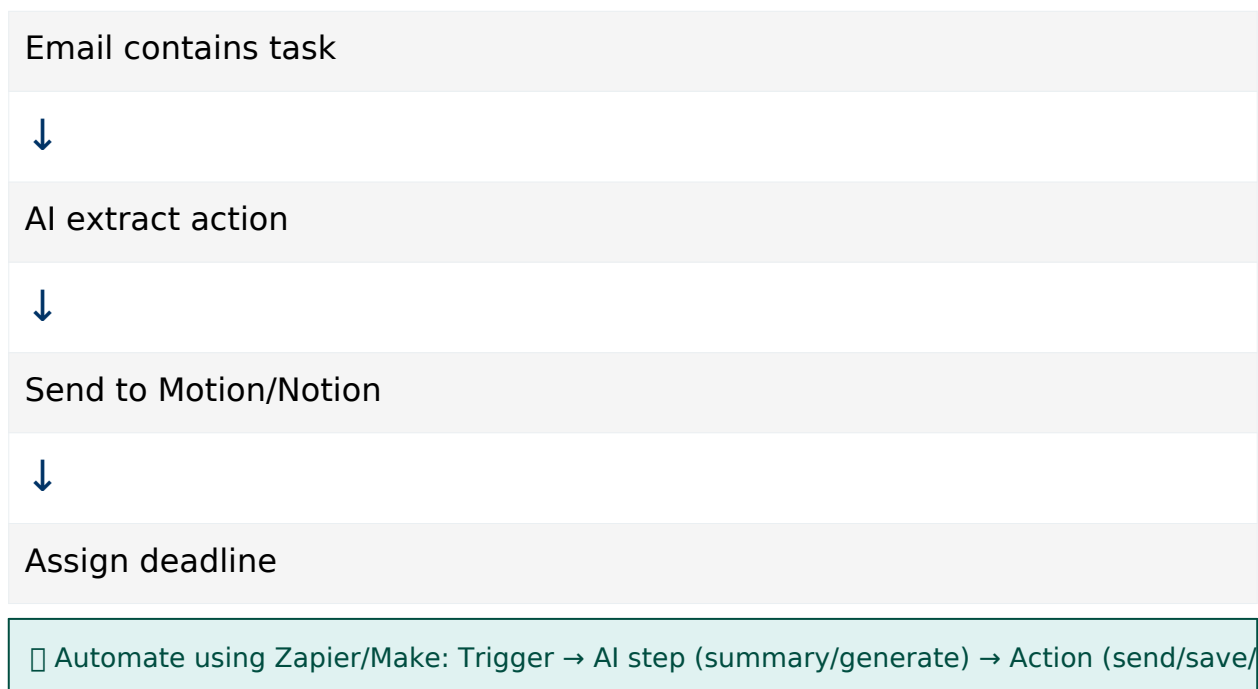 Email contains task
↓
AI extract action
↓
Send to Motion/Notion
↓
Assign deadline
Automate using Zapier/Make: Trigger → AI step (summary/generate) → Action (send/save/